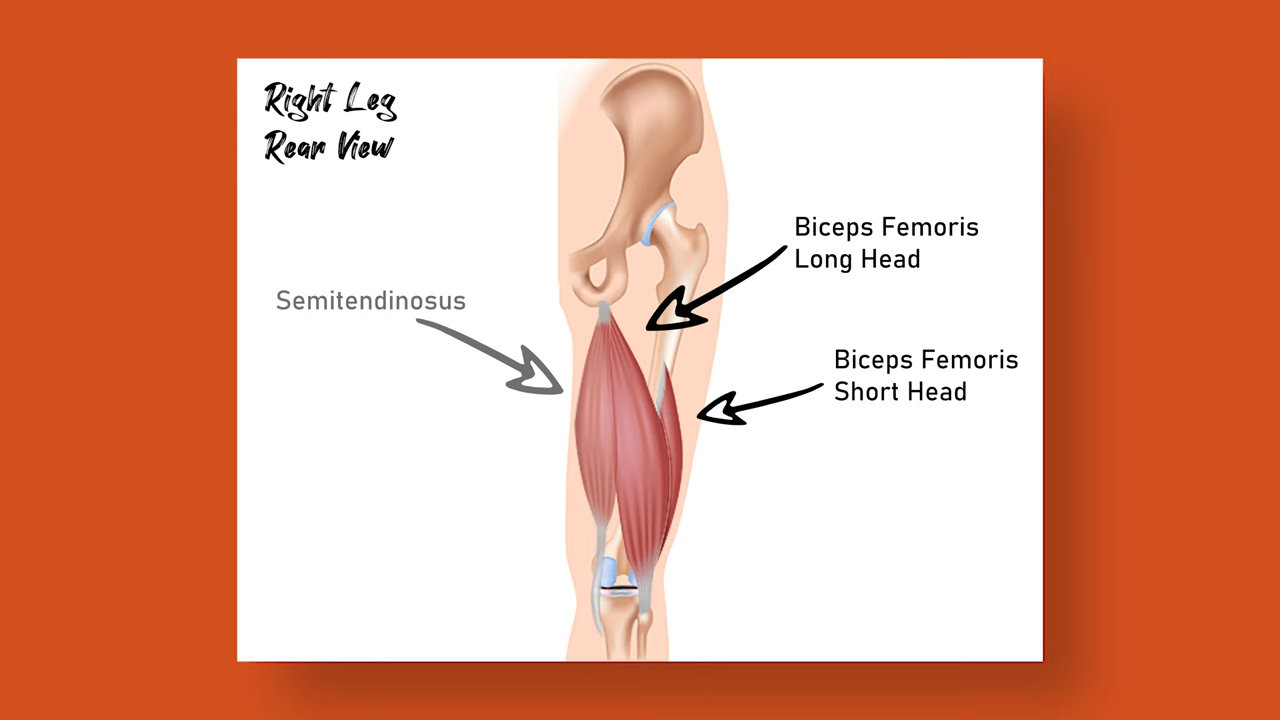 Right Leg
Rear View
Biceps Femoris
Long Head
Semitendinosus
Biceps Femoris
Short Head